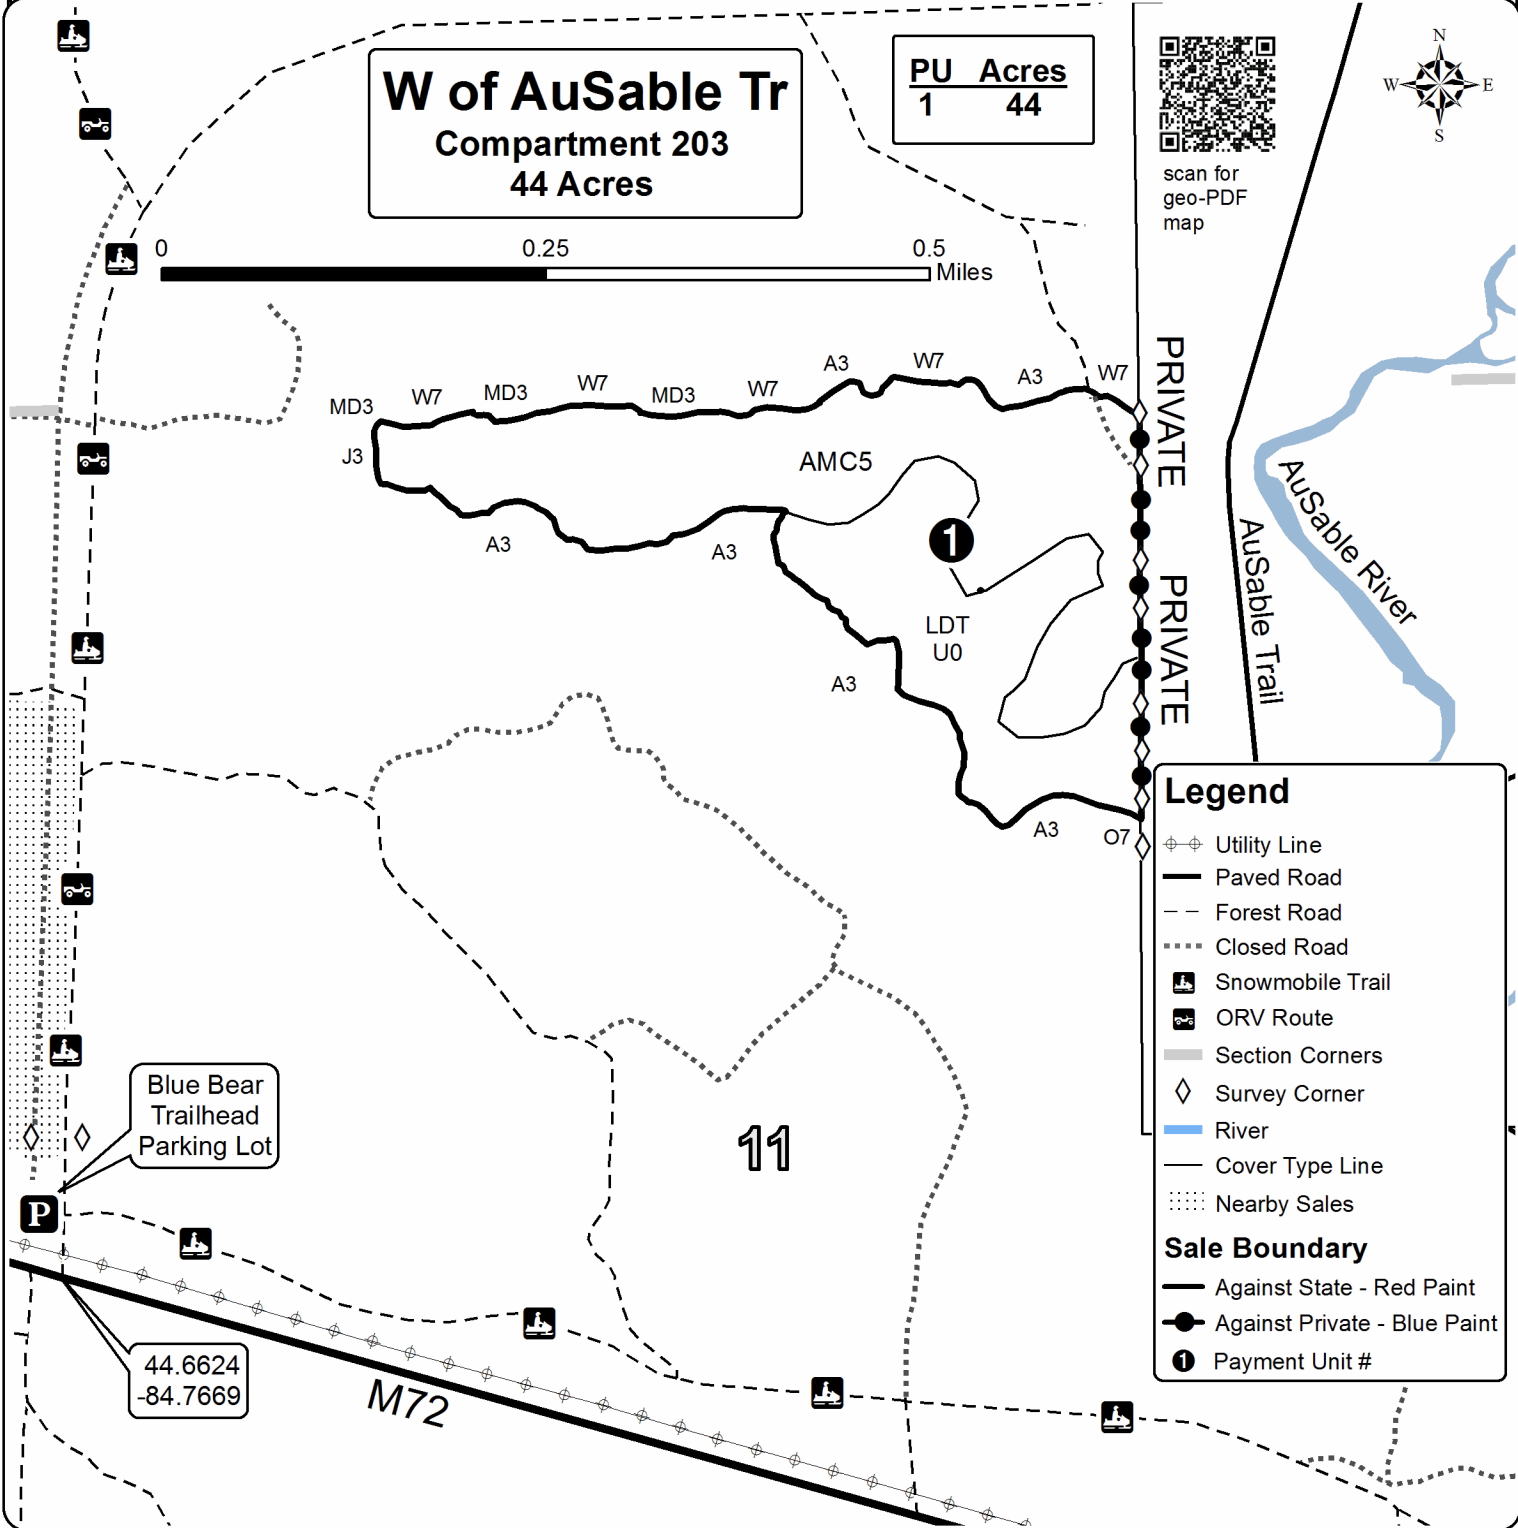 W of AuSable Tr
Compartment 203
44 Acres
PU Acres
1 44
scan for
geo-PDF
map
N
W E
S
0 0.25 0.5
Miles
MD3
W7
MD3
W7
MD3
W7
A3
W7
A3
W7
J3
AMC5
1
A3
A3
LDT
U0
A3
A3
O7
PRIVATE
PRIVATE
AuSable Trail
AuSable River
11
Blue Bear
Trailhead
Parking Lot
P
44.6624
-84.7669
M72
Legend
Utility Line
Paved Road
Forest Road
Closed Road
Snowmobile Trail
ORV Route
Section Corners
Survey Corner
River
Cover Type Line
Nearby Sales
Sale Boundary
Against State - Red Paint
Against Private - Blue Paint
1 Payment Unit #